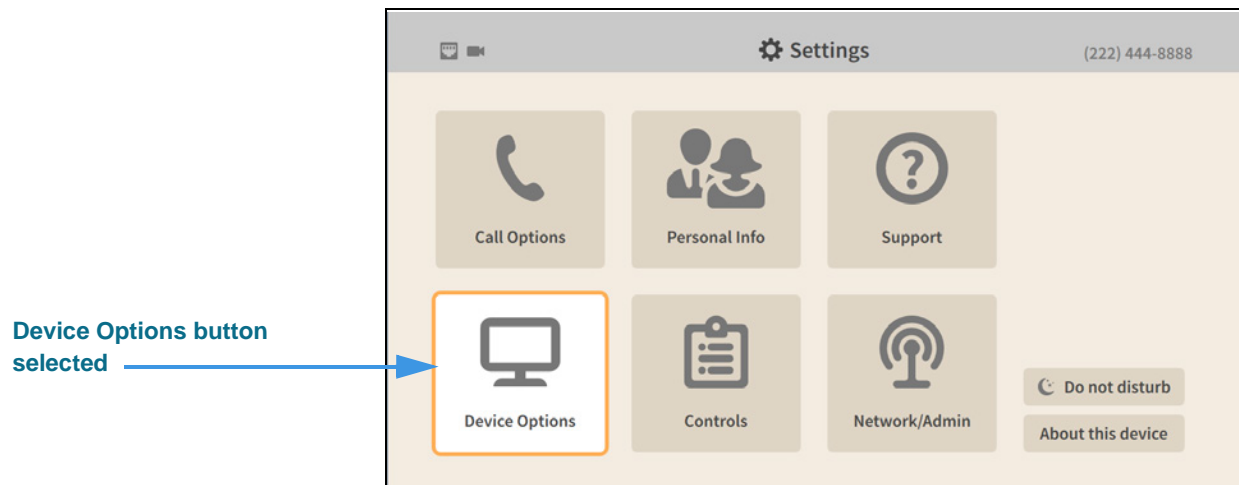 Settings
(222) 444-8888
Call Options
Personal Info
Support
Device Options button
selected
Device Options
Controls
Network/Admin
Do not disturb
About this device